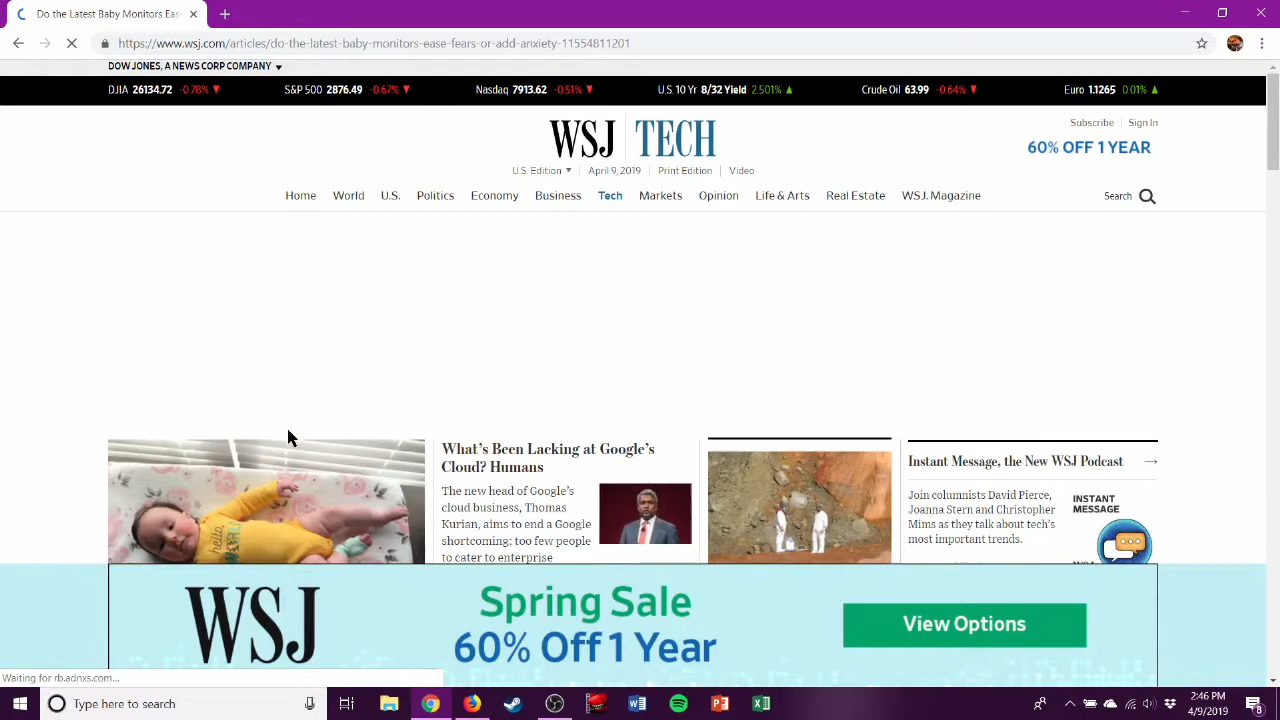 Do the Latest Baby Monitors Eas
https://www.wsj.com/articles/do-the-latest-baby-monitors-ease-fears-or-add-anxiety-11554811201
DOW JONES, A NEWS CORP COMPANY
DJIA 26134.72 -0.78% S&P 500 2876.49 -0.67% Nasdaq 7913.62 -0.51% U.S. 10 Yr 8/32 Yield 2.501% Crude Oil 63.99 -0.64% Euro 1.1265 0.01%
Subscribe Sign In
WSJ TECH
60% OFF 1 YEAR
U.S. Edition April 9, 2019 Print Edition Video
Home World U.S. Politics Economy Business Tech Markets Opinion Life & Arts Real Estate WSJ. Magazine Search
What's Been Lacking at Google's
Cloud? Humans
The new head of Google's
cloud business, Thomas
Kurian, aims to end a Google
shortcoming: too few people
to cater to enterprise
hello,
Instant Message, the New WSJ Podcast →
Join columnists David Pierce,
Joanna Stern and Christopher
Mims as they talk about tech's
most important trends.
INSTANT
MESSAGE
WSJ
Spring Sale
60% Off 1 Year
View Options
Waiting for rb.adnxs.com...
Type here to search
2:46 PM
4/9/2019
8